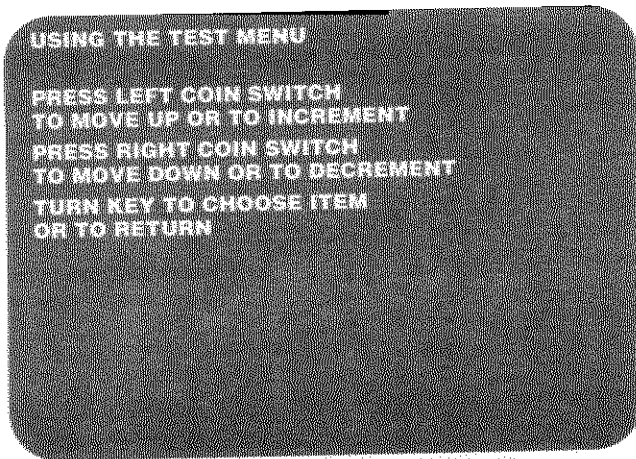 USING THE TEST MENU
PRESS LEFT COIN SWITCH
TO MOVE UP OR TO INCREMENT
PRESS RIGHT COIN SWITCH
TO MOVE DOWN OR TO DECREMENT
TURN KEY TO CHOOSE ITEM
OR TO RETURN